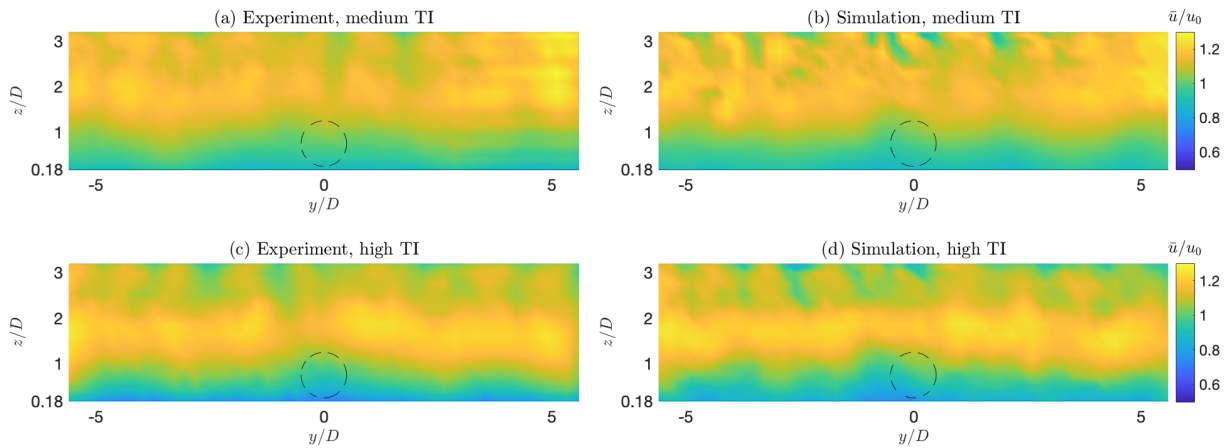 (a) Experiment, medium TI
(b) Simulation, medium TI
ū/u₀
3
2
1
0.18
z/D
-5
0
5
y/D
3
2
1
0.18
z/D
-5
0
5
y/D
1.2
1
0.8
0.6
(c) Experiment, high TI
(d) Simulation, high TI
ū/u₀
3
2
1
0.18
z/D
-5
0
5
y/D
3
2
1
0.18
z/D
-5
0
5
y/D
1.2
1
0.8
0.6